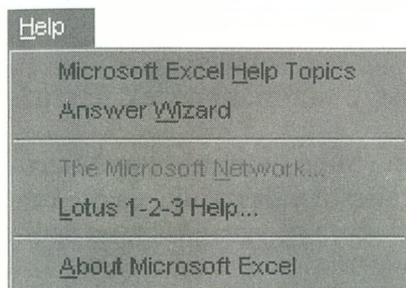 Help
Microsoft Excel Help Topics
Answer Wizard
The Microsoft Network...
Lotus 1-2-3 Help...
About Microsoft Excel